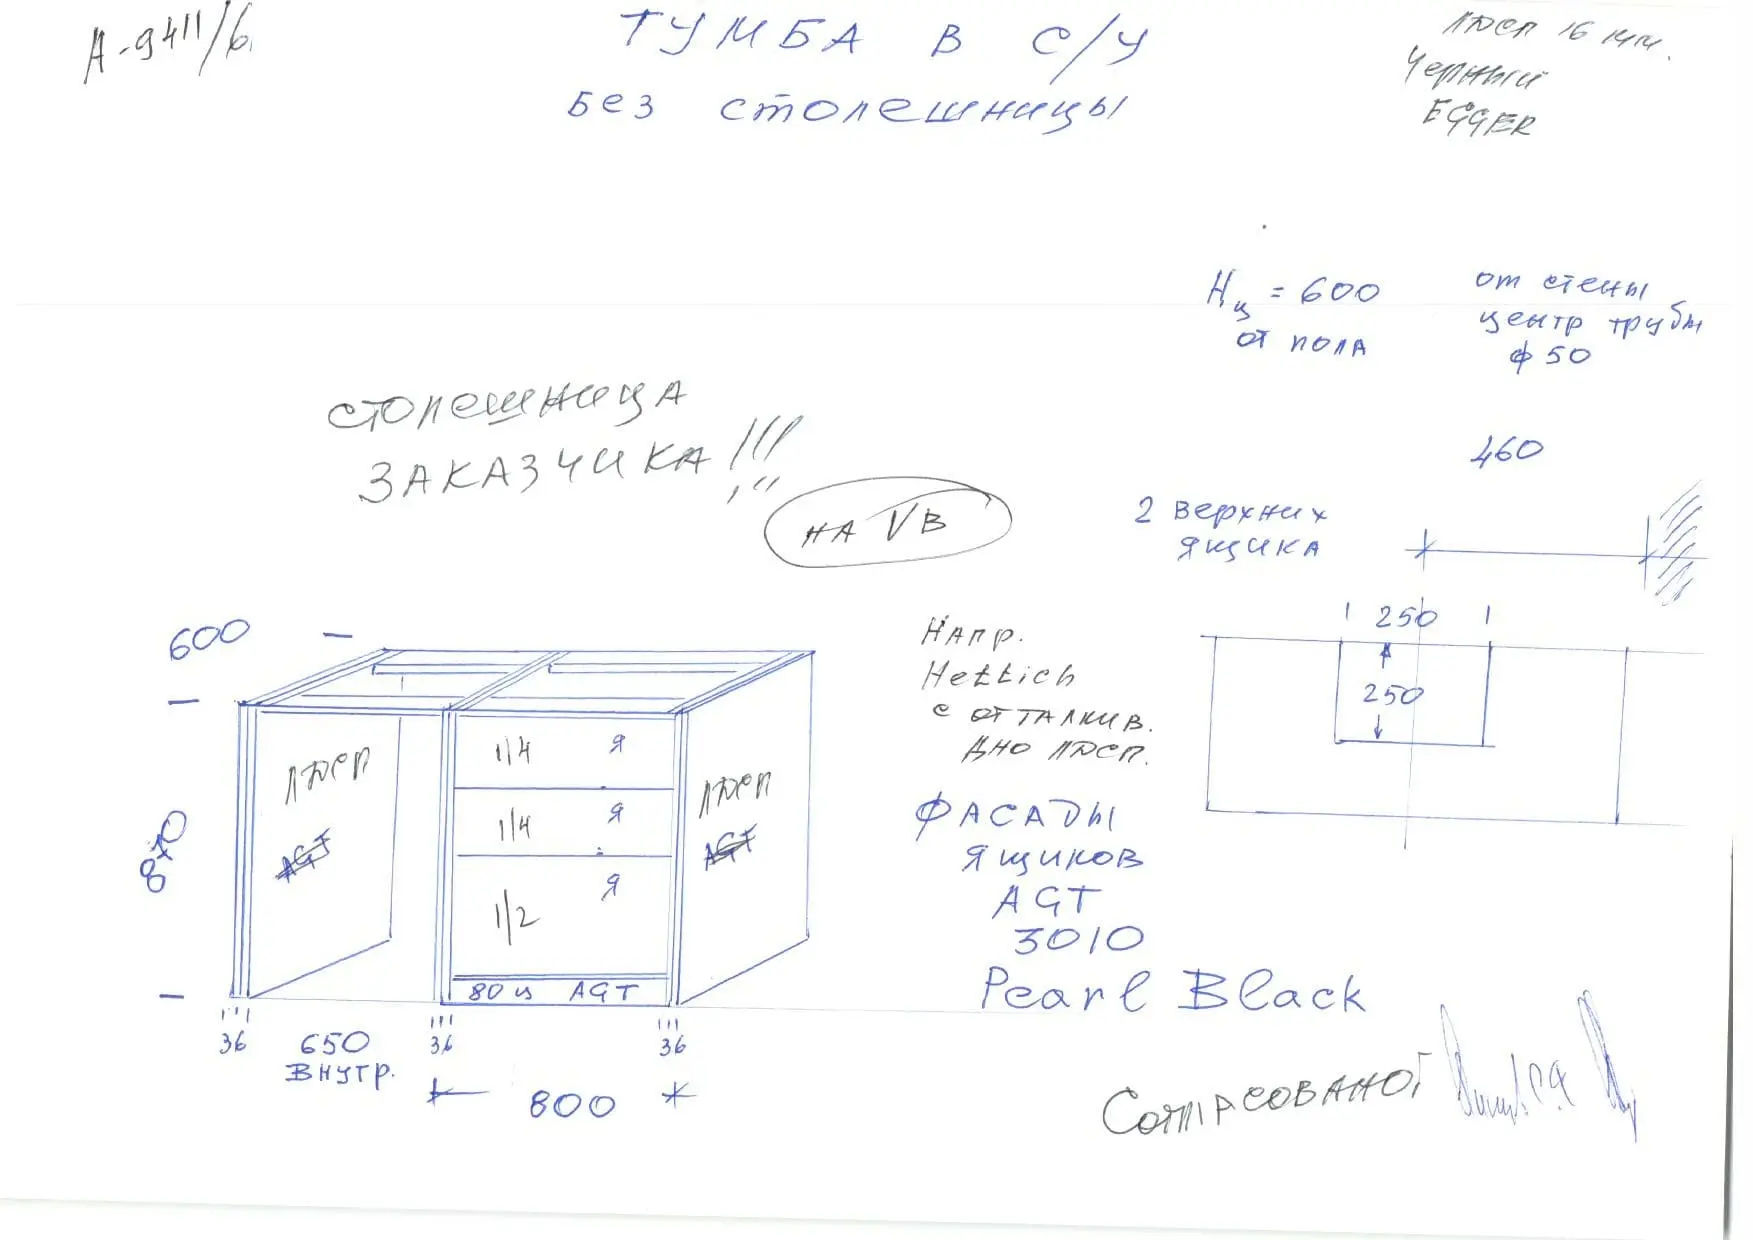 А-9411/6.
ТУМБА В С/У
БЕЗ СТОЛЕШНИЦЫ
ЛДСП 16 мм.
Черный
EGGER
Нц = 600
от пола
от стены
центр трубы
ф 50
СТОЛЕШНИЦА
ЗАКАЗЧИКА!!!
НА VB
460
2 верхних
ящика
250
250
600
Напр.
Hettich
с отталкив.
дно ЛДСП.
ФАСАДЫ
ящиков
AGT
3010
Pearl Black
ЛДСП
AGT
1/4 Я
1/4 Я
1/2 Я
80 из AGT
ЛДСП
AGT
36
650
внутр.
36
36
800
Согласовано